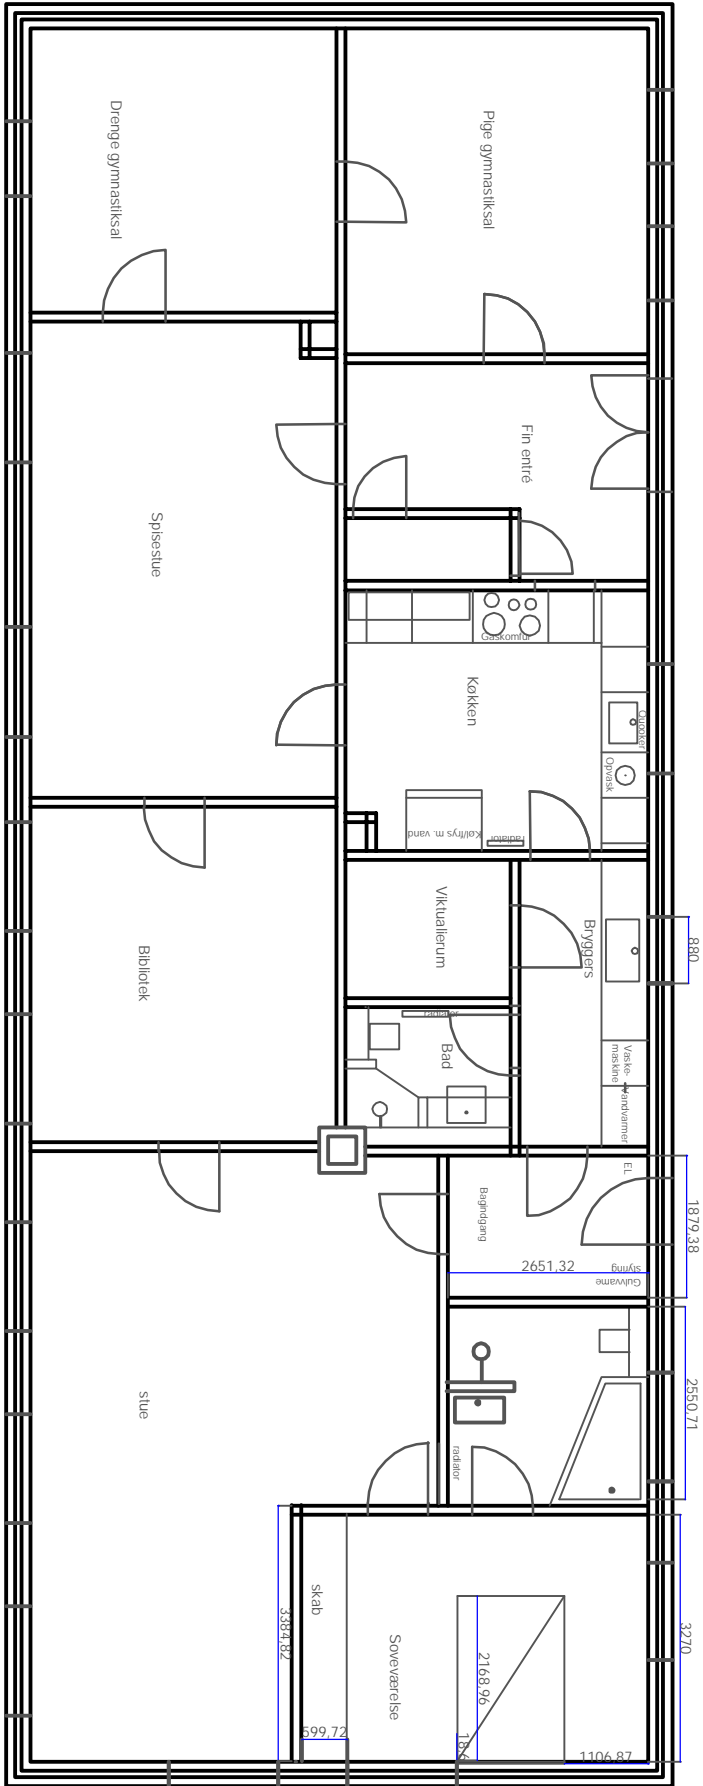 Drenge gymnastiksal
Pige gymnastiksal
Fin entré
Spisestue
Gaskomfur
Køkken
Quooker
Opvask
Køl/frys m. vand
radiator
Viktualierum
Bryggers
880
Bibliotek
radiator
Bad
Vaske-
maskine
Vandvarmer
EL
Bagindgang
1879,38
2651,32
Gulvvarme
styring
2550,71
stue
radiator
skab
3384,82
Soveværelse
2168,96
3270
599,72
1106,87